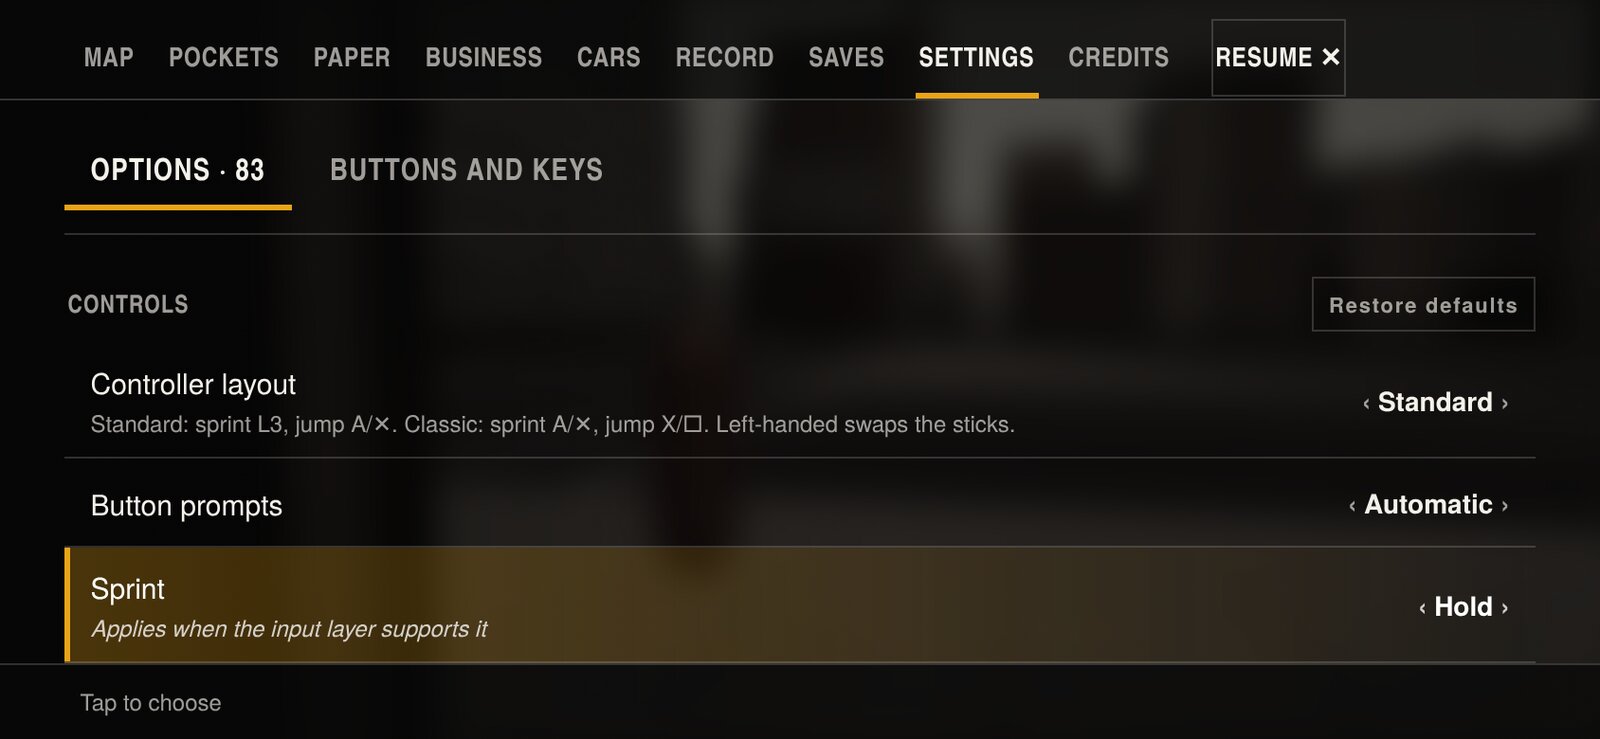 MAP POCKETS PAPER BUSINESS CARS RECORD SAVES SETTINGS CREDITS RESUME ✕
OPTIONS · 83 BUTTONS AND KEYS
CONTROLS Restore defaults
Controller layout
Standard: sprint L3, jump A/✕. Classic: sprint A/✕, jump X/□. Left-handed swaps the sticks.
‹ Standard ›
Button prompts ‹ Automatic ›
Sprint
Applies when the input layer supports it
‹ Hold ›
Tap to choose